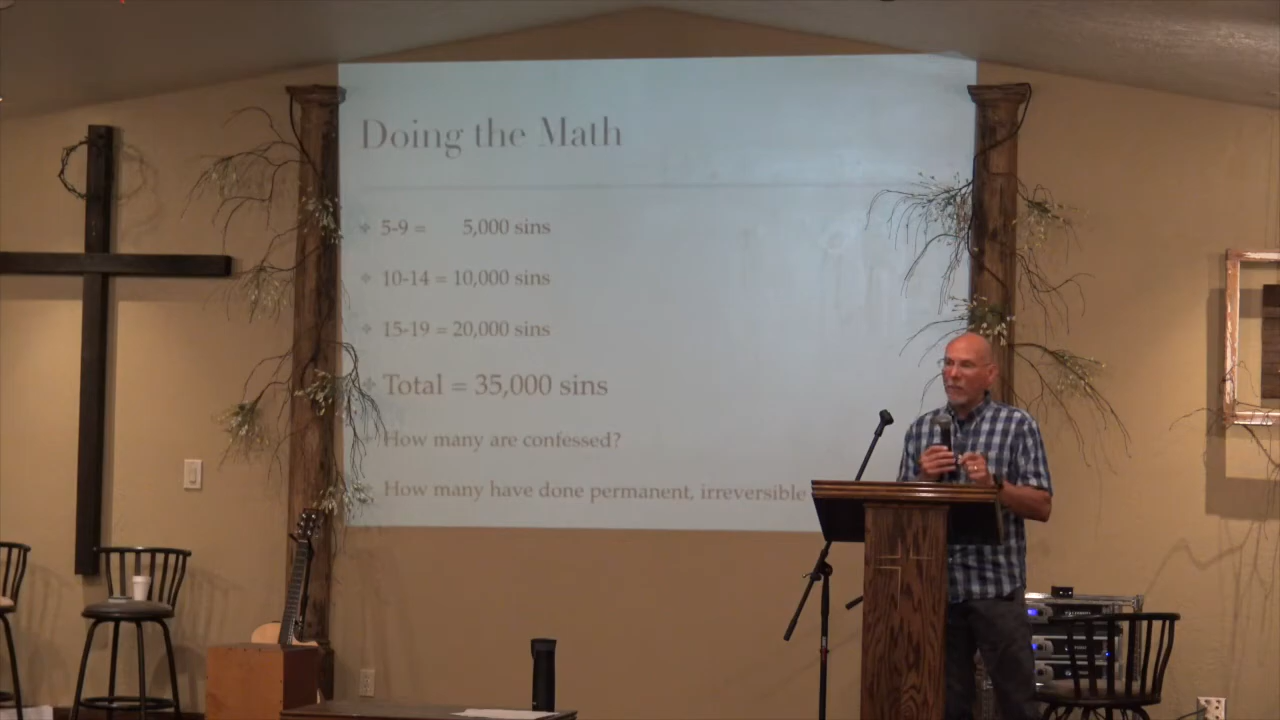 Doing the Math
5-9 = 5,000 sins
10-14 = 10,000 sins
15-19 = 20,000 sins
Total = 35,000 sins
How many are confessed?
How many have done permanent, irreversible